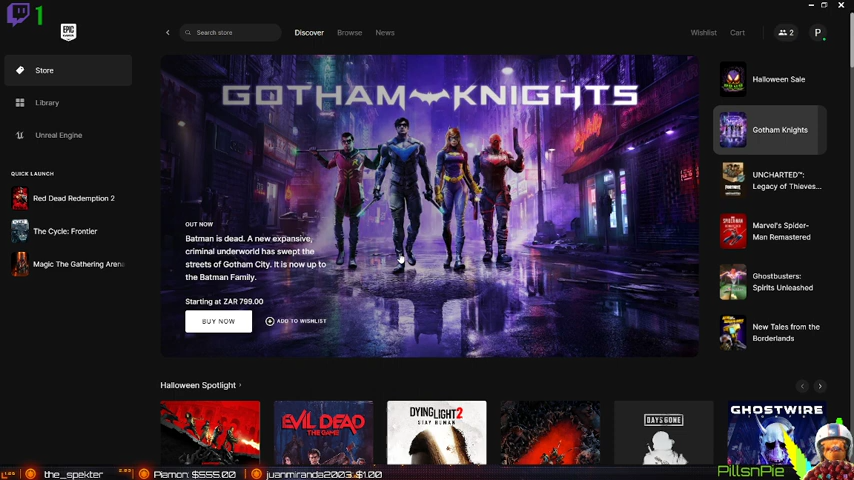 1
EPIC
GAMES
Search store
Discover
Browse
News
Wishlist
Cart
2
P
Store
Library
Unreal Engine
QUICK LAUNCH
Red Dead Redemption 2
The Cycle: Frontier
Magic The Gathering Arena
GOTHAM KNIGHTS
OUT NOW
Batman is dead. A new expansive,
criminal underworld has swept the
streets of Gotham City. It is now up to
the Batman Family.
Starting at ZAR 799.00
BUY NOW
ADD TO WISHLIST
Halloween Sale
Gotham Knights
UNCHARTED™:
Legacy of Thieves...
Marvel's Spider-
Man Remastered
Ghostbusters:
Spirits Unleashed
New Tales from the
Borderlands
Halloween Spotlight
EVIL DEAD
THE GAME
DYING LIGHT 2
STAY HUMAN
DAYS GONE
GHOSTWIRE
the_spekter
Piamon: $555.00
juanmiranda2003: $1.00
PillsnPie